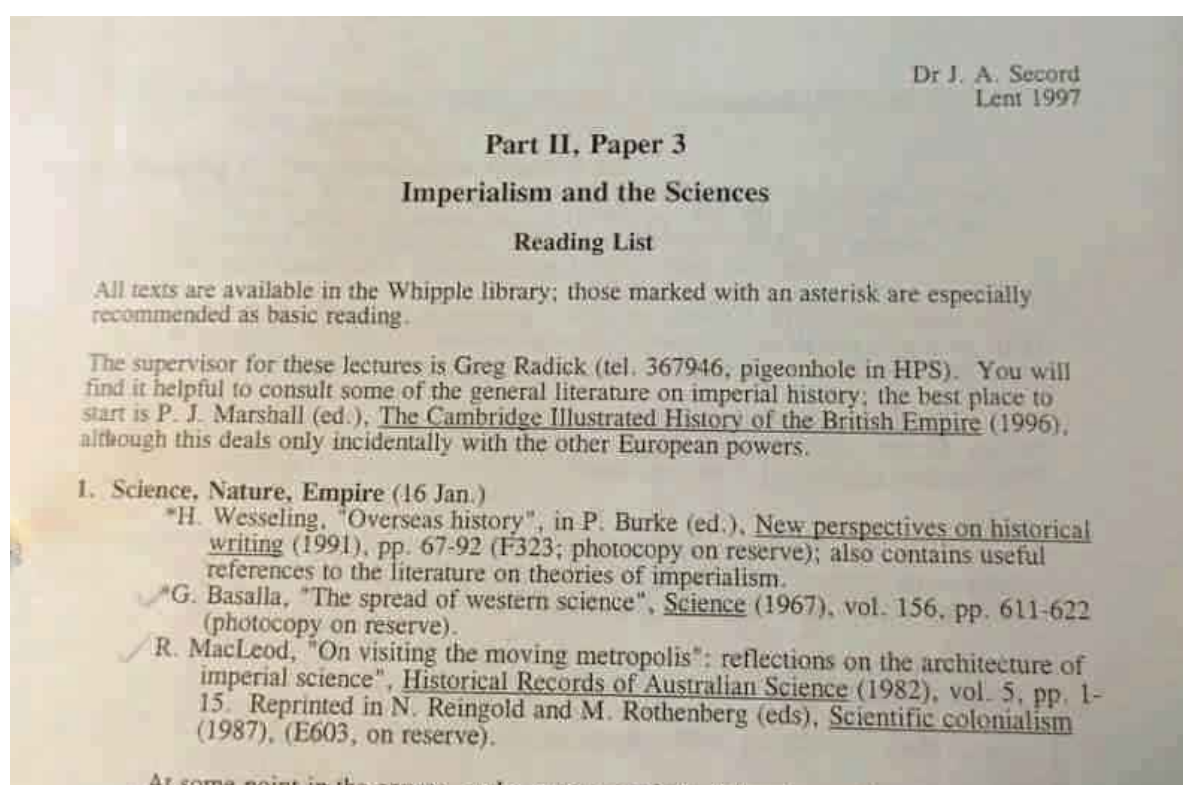 Dr J. A. Secord
Lent 1997
Part II, Paper 3
Imperialism and the Sciences
Reading List
All texts are available in the Whipple library; those marked with an asterisk are especially
recommended as basic reading.
The supervisor for these lectures is Greg Radick (tel. 367946, pigeonhole in HPS). You will
find it helpful to consult some of the general literature on imperial history; the best place to
start is P. J. Marshall (ed.), The Cambridge Illustrated History of the British Empire (1996),
although this deals only incidentally with the other European powers.
1. Science, Nature, Empire (16 Jan.)
*H. Wesseling, "Overseas history", in P. Burke (ed.), New perspectives on historical
writing (1991), pp. 67-92 (F323; photocopy on reserve); also contains useful
references to the literature on theories of imperialism.
*G. Basalla, "The spread of western science", Science (1967), vol. 156, pp. 611-622
(photocopy on reserve).
R. MacLeod, "On visiting the moving metropolis": reflections on the architecture of
imperial science", Historical Records of Australian Science (1982), vol. 5, pp. 1-
15. Reprinted in N. Reingold and M. Rothenberg (eds), Scientific colonialism
(1987), (E603, on reserve).
At some point in the